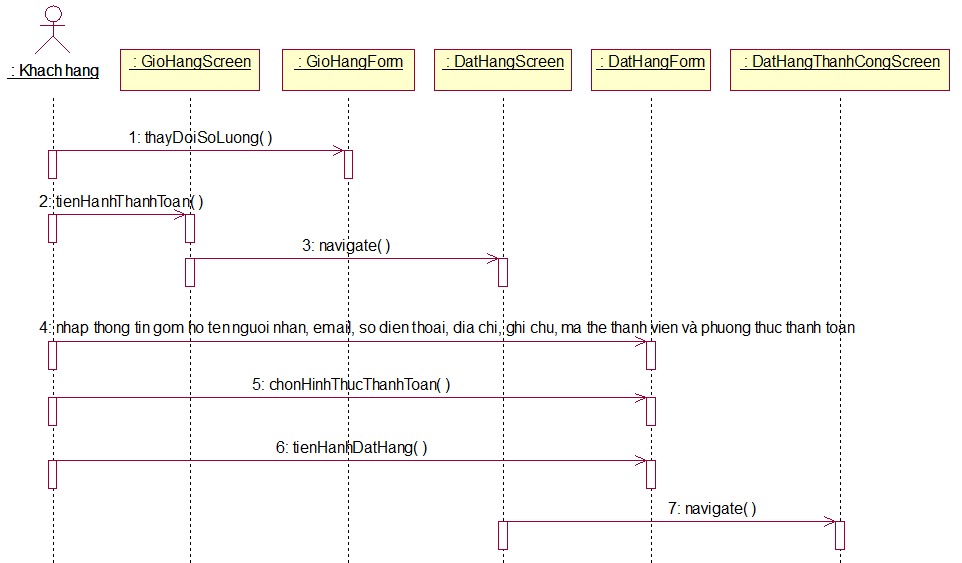 : Khach hang
: GioHangScreen
: GioHangForm
: DatHangScreen
: DatHangForm
: DatHangThanhCongScreen
1: thayDoiSoLuong( )
2: tienHanhThanhToan( )
3: navigate( )
4: nhap thong tin gom ho ten nguoi nhan, email, so dien thoai, dia chi, ghi chu, ma the thanh vien và phuong thuc thanh toan
5: chonHinhThucThanhToan( )
6: tienHanhDatHang( )
7: navigate( )